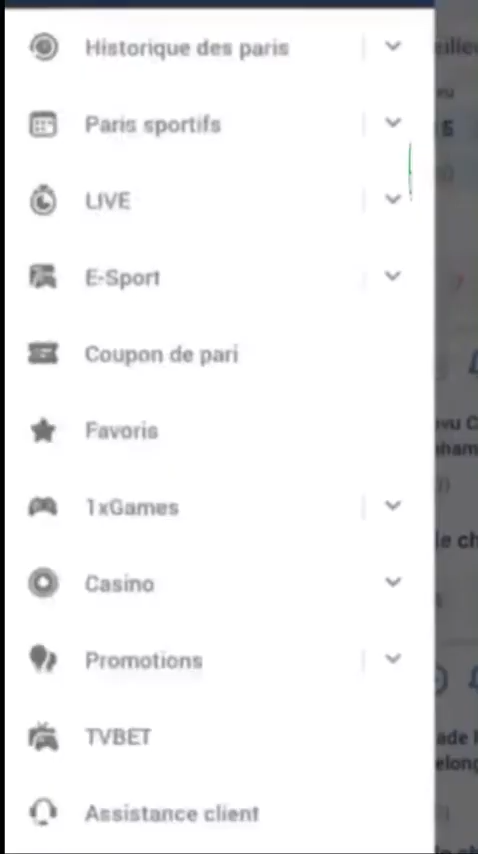 Historique des paris
Paris sportifs
LIVE
E-Sport
Coupon de pari
Favoris
1xGames
Casino
Promotions
TVBET
Assistance client